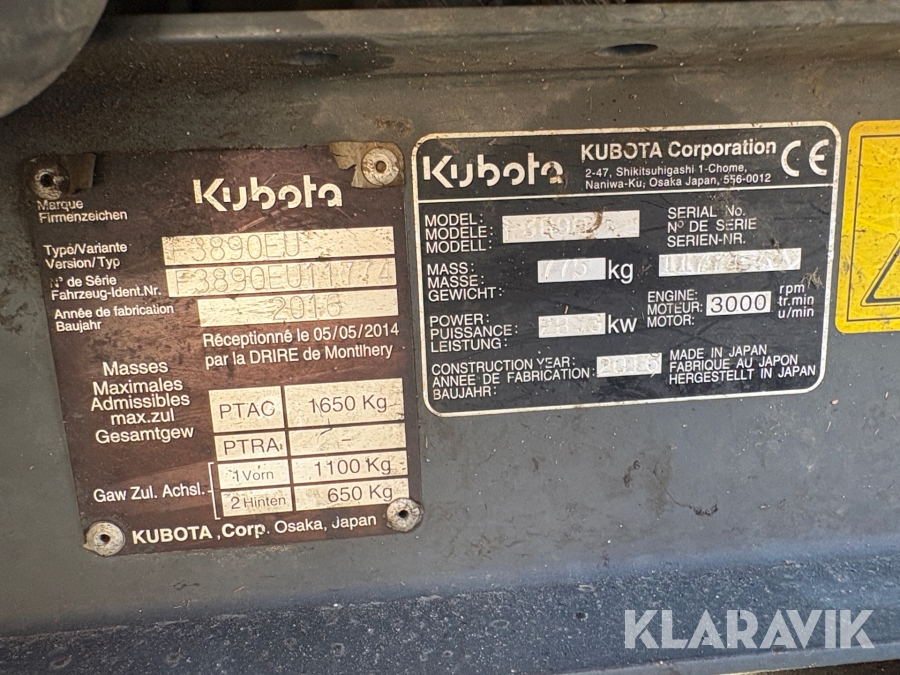 Kubota
Marque
Firmenzeichen
Type/Variante
Version/Typ
F3890EU
N° de Série
Fahrzeug-Ident.Nr.
Année de fabrication
Baujahr
2016
Réceptionné le 05/05/2014
par la DRIRE de Montlhery
Masses
Maximales
Admissibles
max.zul
Gesamtgew
PTAC 1650 Kg
PTRA -
Gaw Zul. Achsl.
1 Vorn 1100 Kg
2 Hinten 650 Kg
KUBOTA ,Corp. Osaka, Japan
Kubota
KUBOTA Corporation
2-47, Shikitsuhigashi 1-Chome,
Naniwa-Ku, Osaka Japan, 556-0012
CE
MODEL:
MODELE:
MODELL:
SERIAL No.
N° DE SERIE
SERIEN-NR.
MASS:
MASSE:
GEWICHT:
775 kg
ENGINE:
MOTEUR:
MOTOR:
3000
rpm
tr.min
u/min
POWER:
PUISSANCE:
LEISTUNG:
kw
CONSTRUCTION YEAR:
ANNÉE DE FABRICATION:
BAUJAHR:
MADE IN JAPAN
FABRIQUE AU JAPON
HERGESTELLT IN JAPAN
KLARAVIK